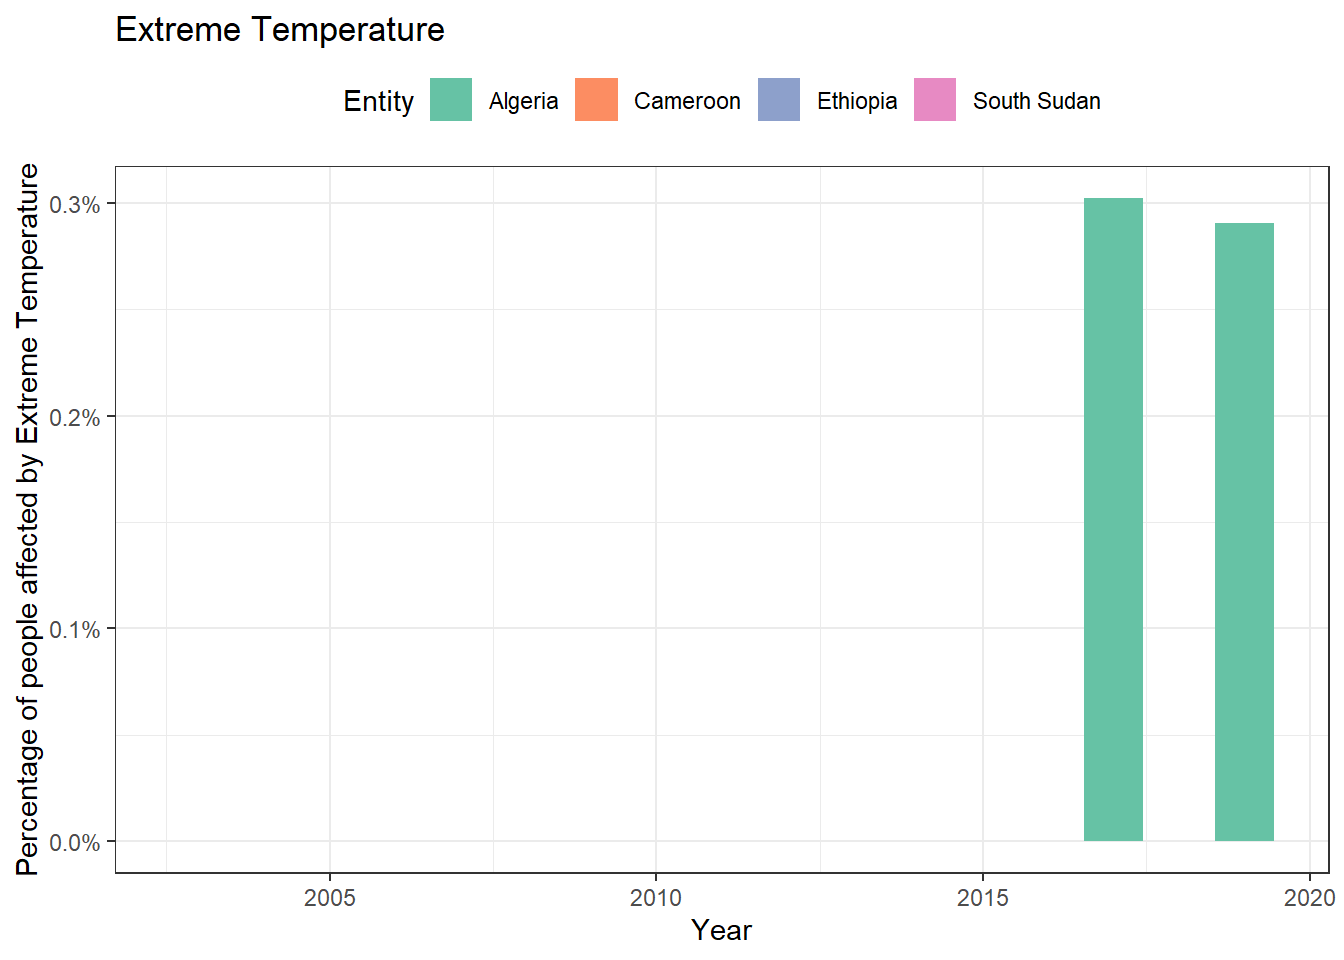 Extreme Temperature
Entity Algeria Cameroon Ethiopia South Sudan
Percentage of people affected by Extreme Temperature
0.3%
0.2%
0.1%
0.0%
2005 2010 2015 2020
Year